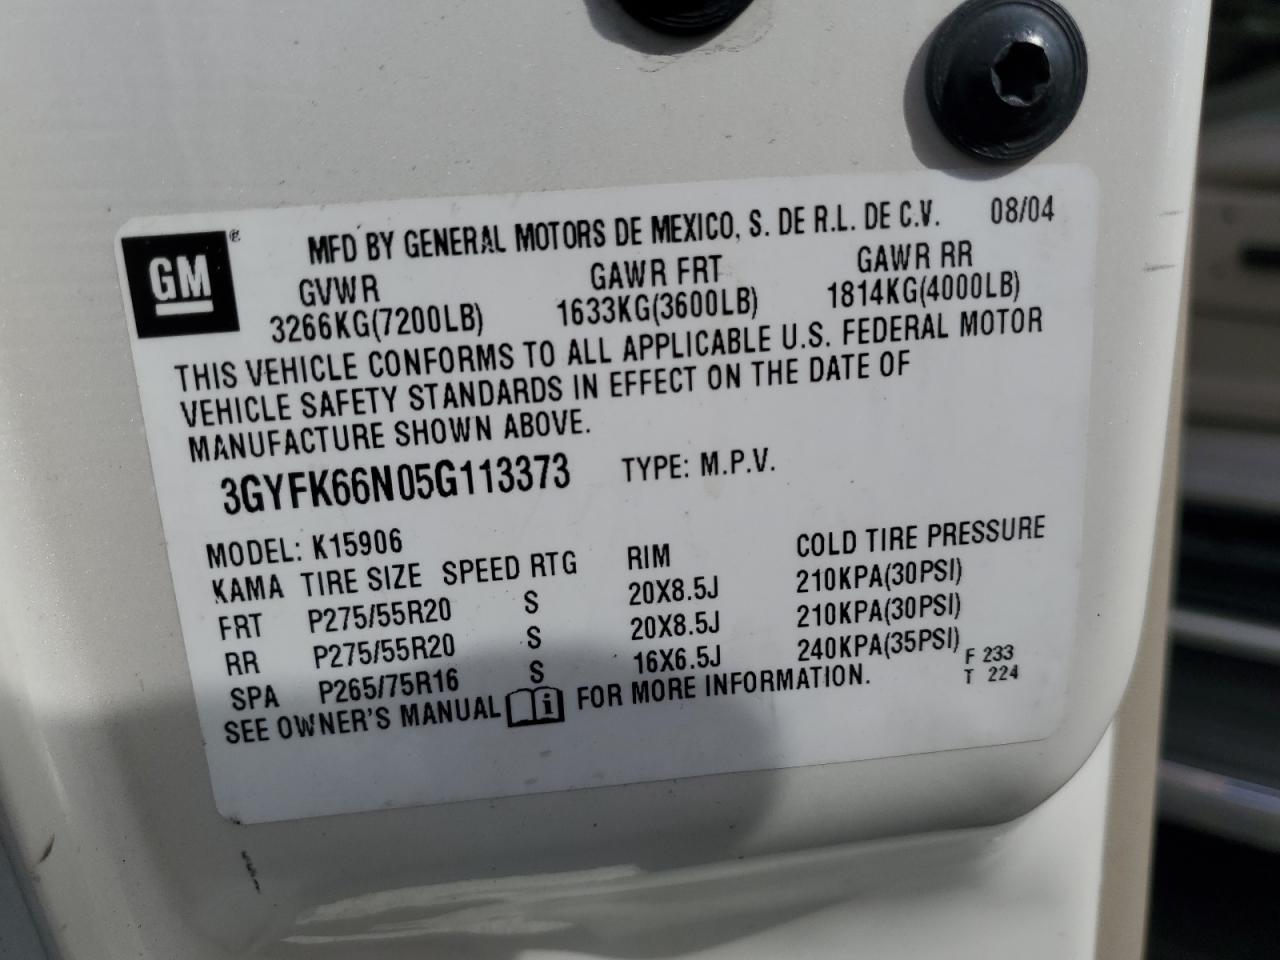 GM ®
MFD BY GENERAL MOTORS DE MEXICO, S. DE R.L. DE C.V. 08/04
GVWR GAWR FRT GAWR RR
3266KG(7200LB) 1633KG(3600LB) 1814KG(4000LB)
THIS VEHICLE CONFORMS TO ALL APPLICABLE U.S. FEDERAL MOTOR
VEHICLE SAFETY STANDARDS IN EFFECT ON THE DATE OF
MANUFACTURE SHOWN ABOVE.
3GYFK66N05G113373 TYPE: M.P.V.
MODEL: K15906
KAMA TIRE SIZE SPEED RTG RIM COLD TIRE PRESSURE
FRT P275/55R20 S 20X8.5J 210KPA(30PSI)
RR P275/55R20 S 20X8.5J 210KPA(30PSI)
SPA P265/75R16 S 16X6.5J 240KPA(35PSI)
SEE OWNER'S MANUAL i FOR MORE INFORMATION.
F 233
T 224